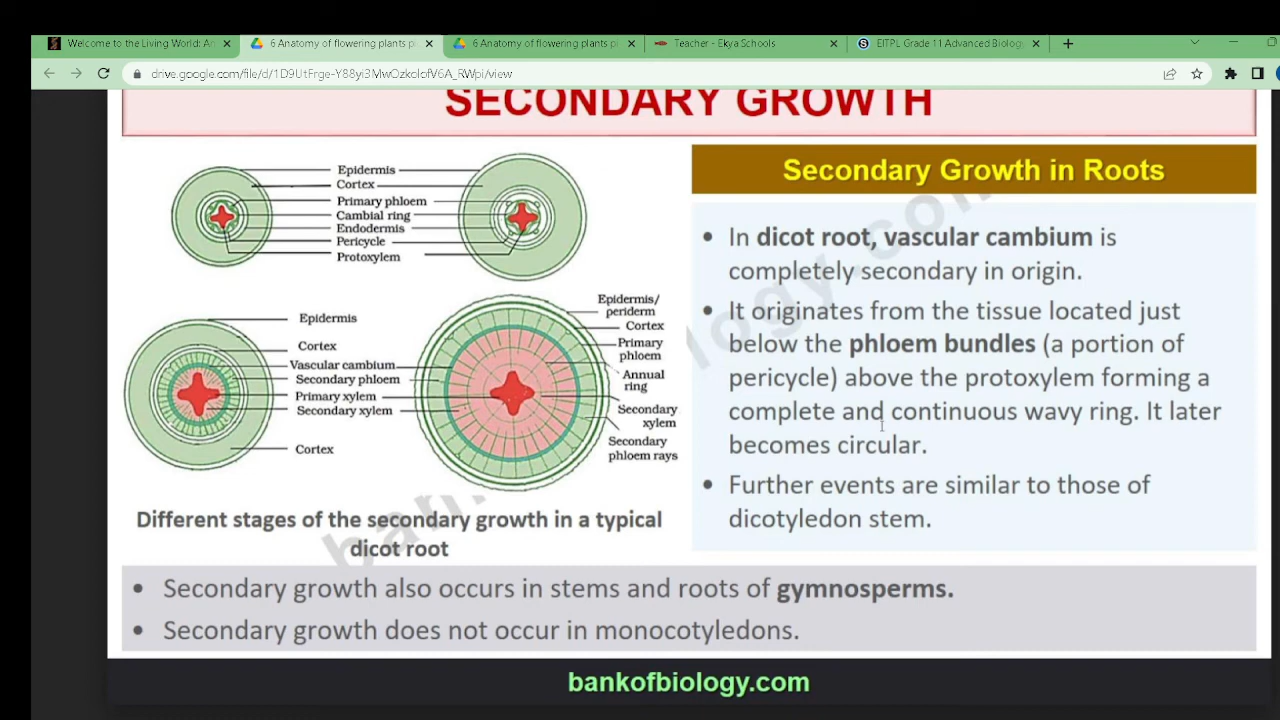 Welcome to the Living World: An
6 Anatomy of flowering plants p
6 Anatomy of flowering plants p
Teacher - Ekya Schools
EITPL Grade 11 Advanced Biology
SECONDARY GROWTH
Epidermis
Cortex
Primary phloem
Cambial ring
Endodermis
Pericycle
Protoxylem
Epidermis
Cortex
Vascular cambium
Secondary phloem
Primary xylem
Secondary xylem
Cortex
Epidermis/
periderm
Cortex
Primary
phloem
Annual
ring
Secondary
xylem
Secondary
phloem rays
Different stages of the secondary growth in a typical
dicot root
Secondary Growth in Roots
• In dicot root, vascular cambium is
completely secondary in origin.
• It originates from the tissue located just
below the phloem bundles (a portion of
pericycle) above the protoxylem forming a
complete and continuous wavy ring. It later
becomes circular.
• Further events are similar to those of
dicotyledon stem.
• Secondary growth also occurs in stems and roots of gymnosperms.
• Secondary growth does not occur in monocotyledons.
bankofbiology.com